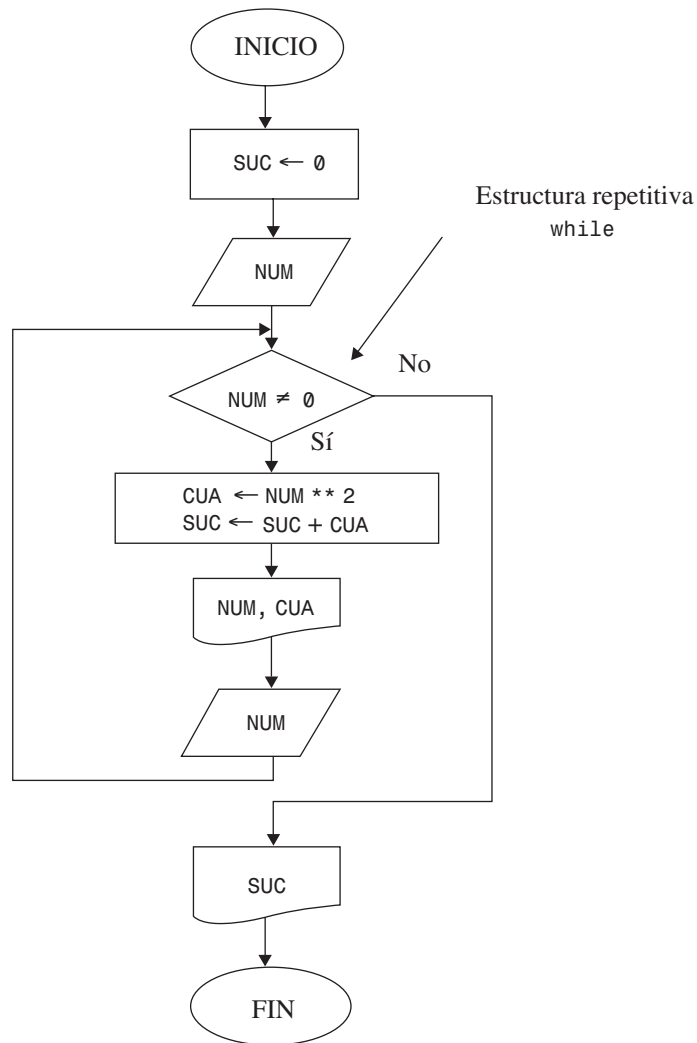 INICIO
SUC ← 0
Estructura repetitiva
while
NUM
No
NUM ≠ 0
Sí
CUA ← NUM ** 2
SUC ← SUC + CUA
NUM, CUA
NUM
SUC
FIN